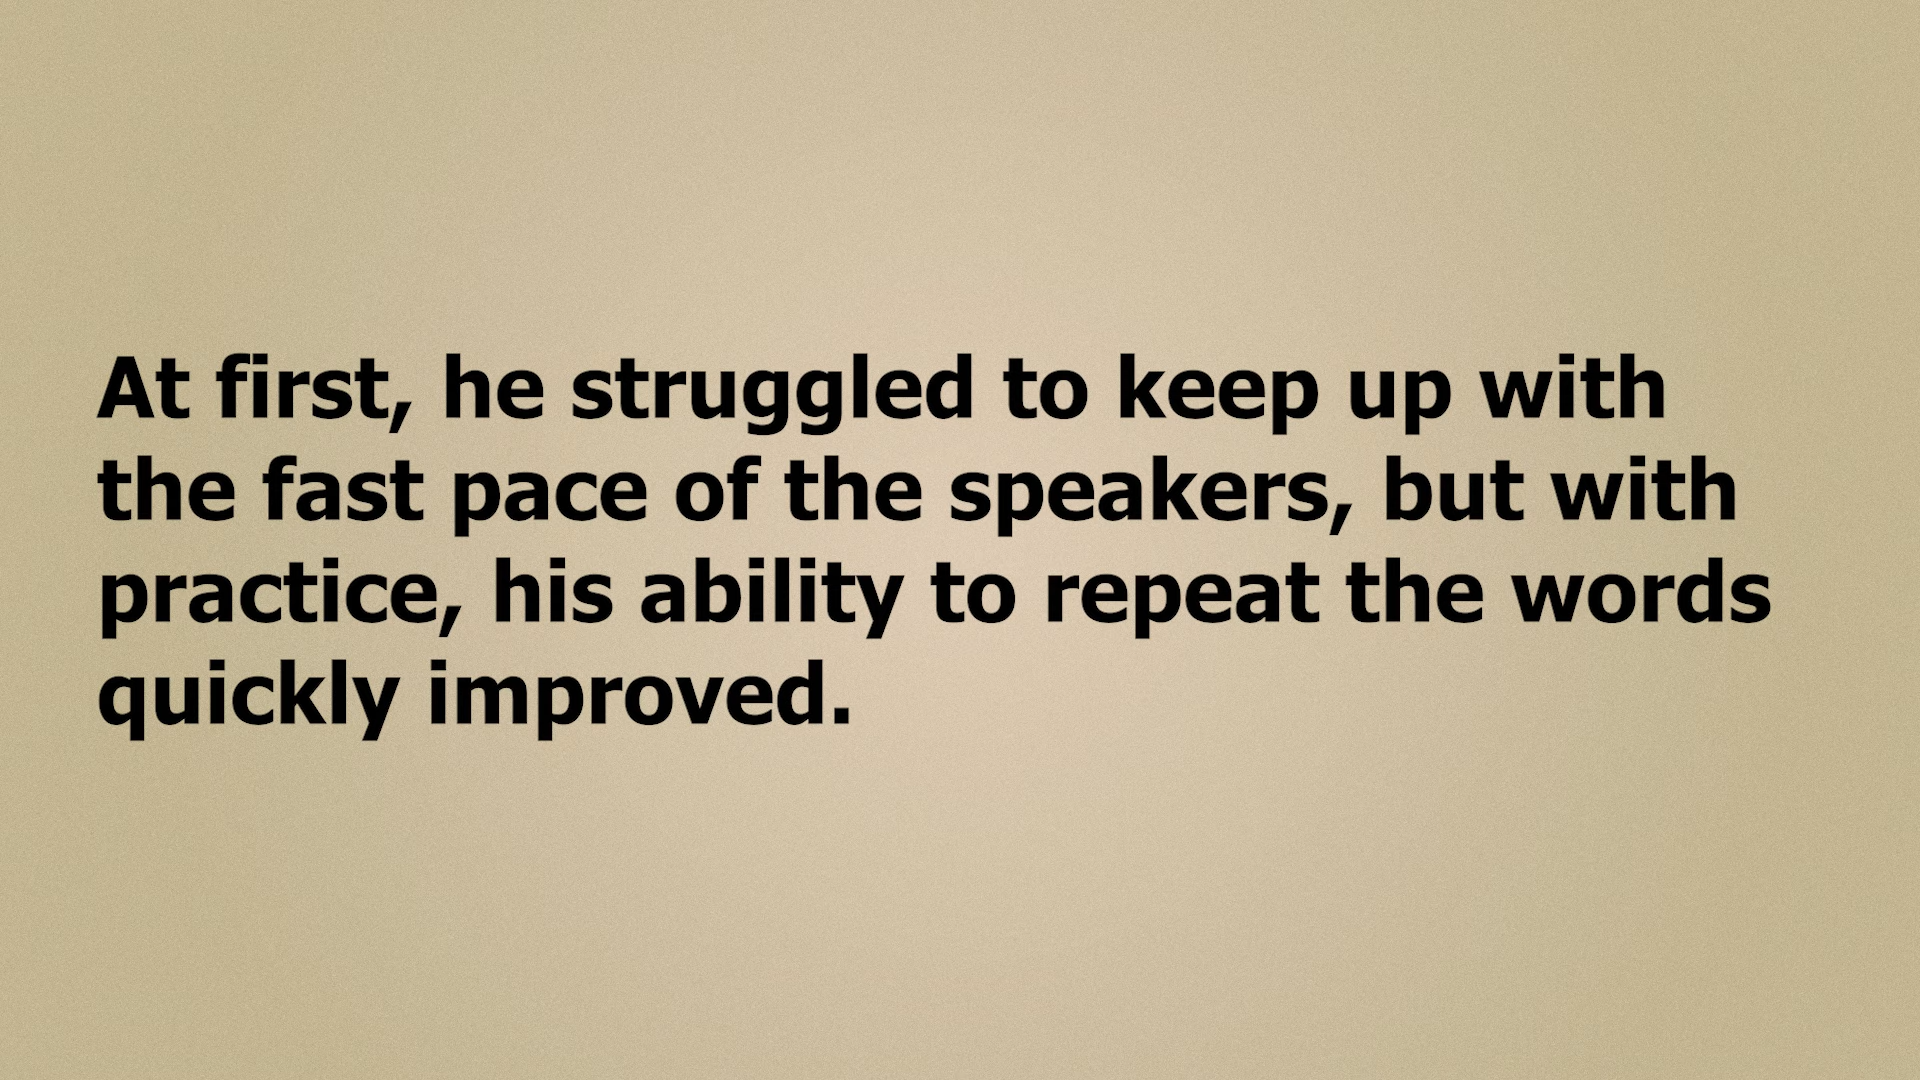 At first, he struggled to keep up with
the fast pace of the speakers, but with
practice, his ability to repeat the words
quickly improved.